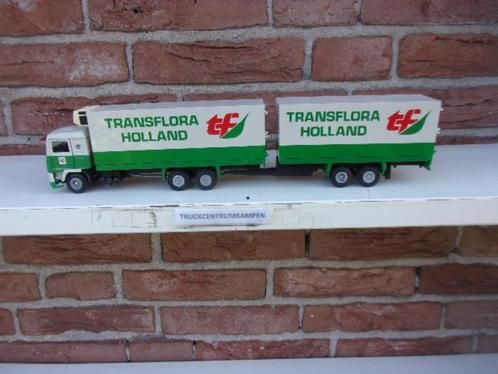 TRANSFLORA
HOLLAND
tf
TRANSFLORA
HOLLAND
tf
TRUCKCENTRUMKAMPEN